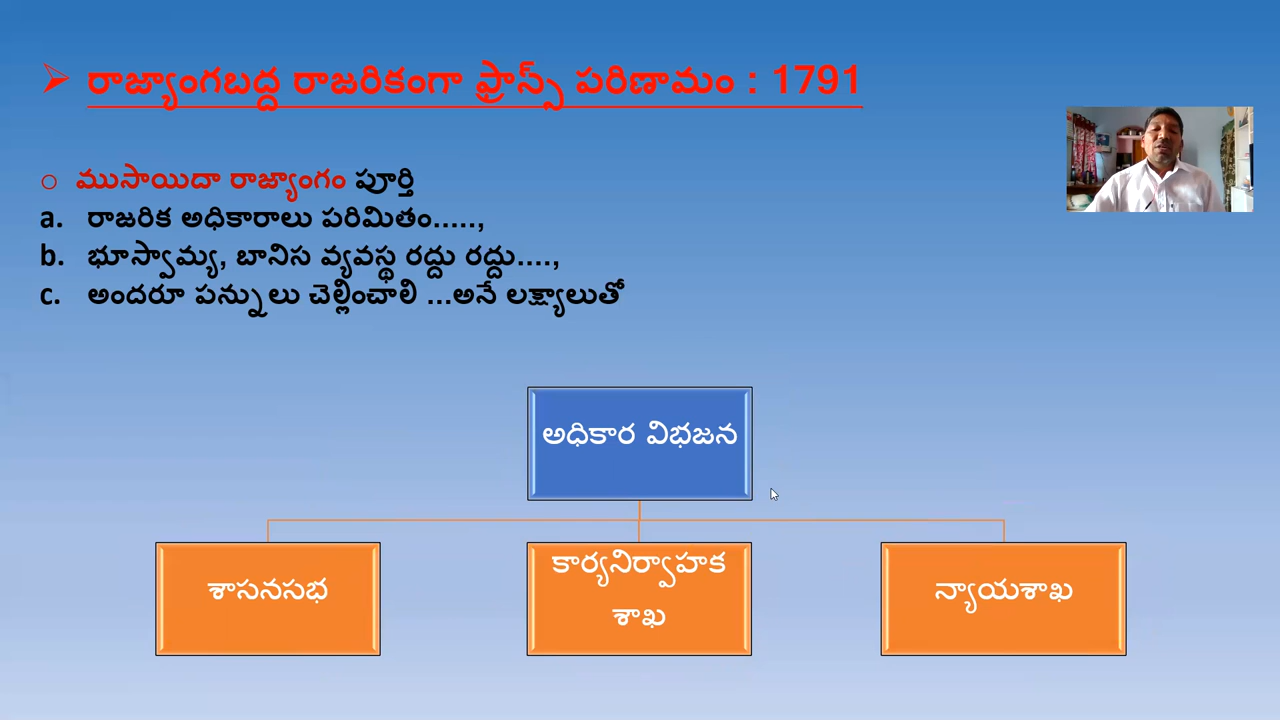 ➢ రాజ్యాంగబద్ద రాజరికంగా ఫ్రాన్స్ పరిణామం : 1791
○ ముసాయిదా రాజ్యాంగం పూర్తి
a. రాజరిక అధికారాలు పరిమితం.....,
b. భూస్వామ్య, బానిస వ్యవస్థ రద్దు రద్దు....,
c. అందరూ పన్నులు చెల్లించాలి ...అనే లక్ష్యాలుతో
అధికార విభజన
శాసనసభ
కార్యనిర్వాహక
శాఖ
న్యాయశాఖ